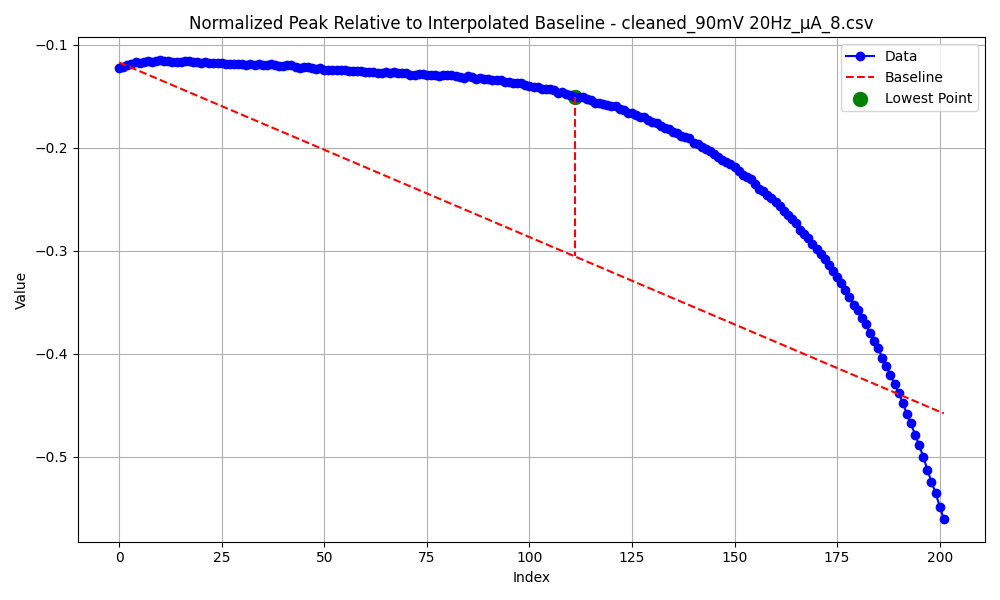 Normalized Peak Relative to Interpolated Baseline - cleaned_90mV 20Hz_μA_8.csv
Data
Baseline
Lowest Point
−0.1
−0.2
−0.3
−0.4
−0.5
Value
0
25
50
75
100
125
150
175
200
Index